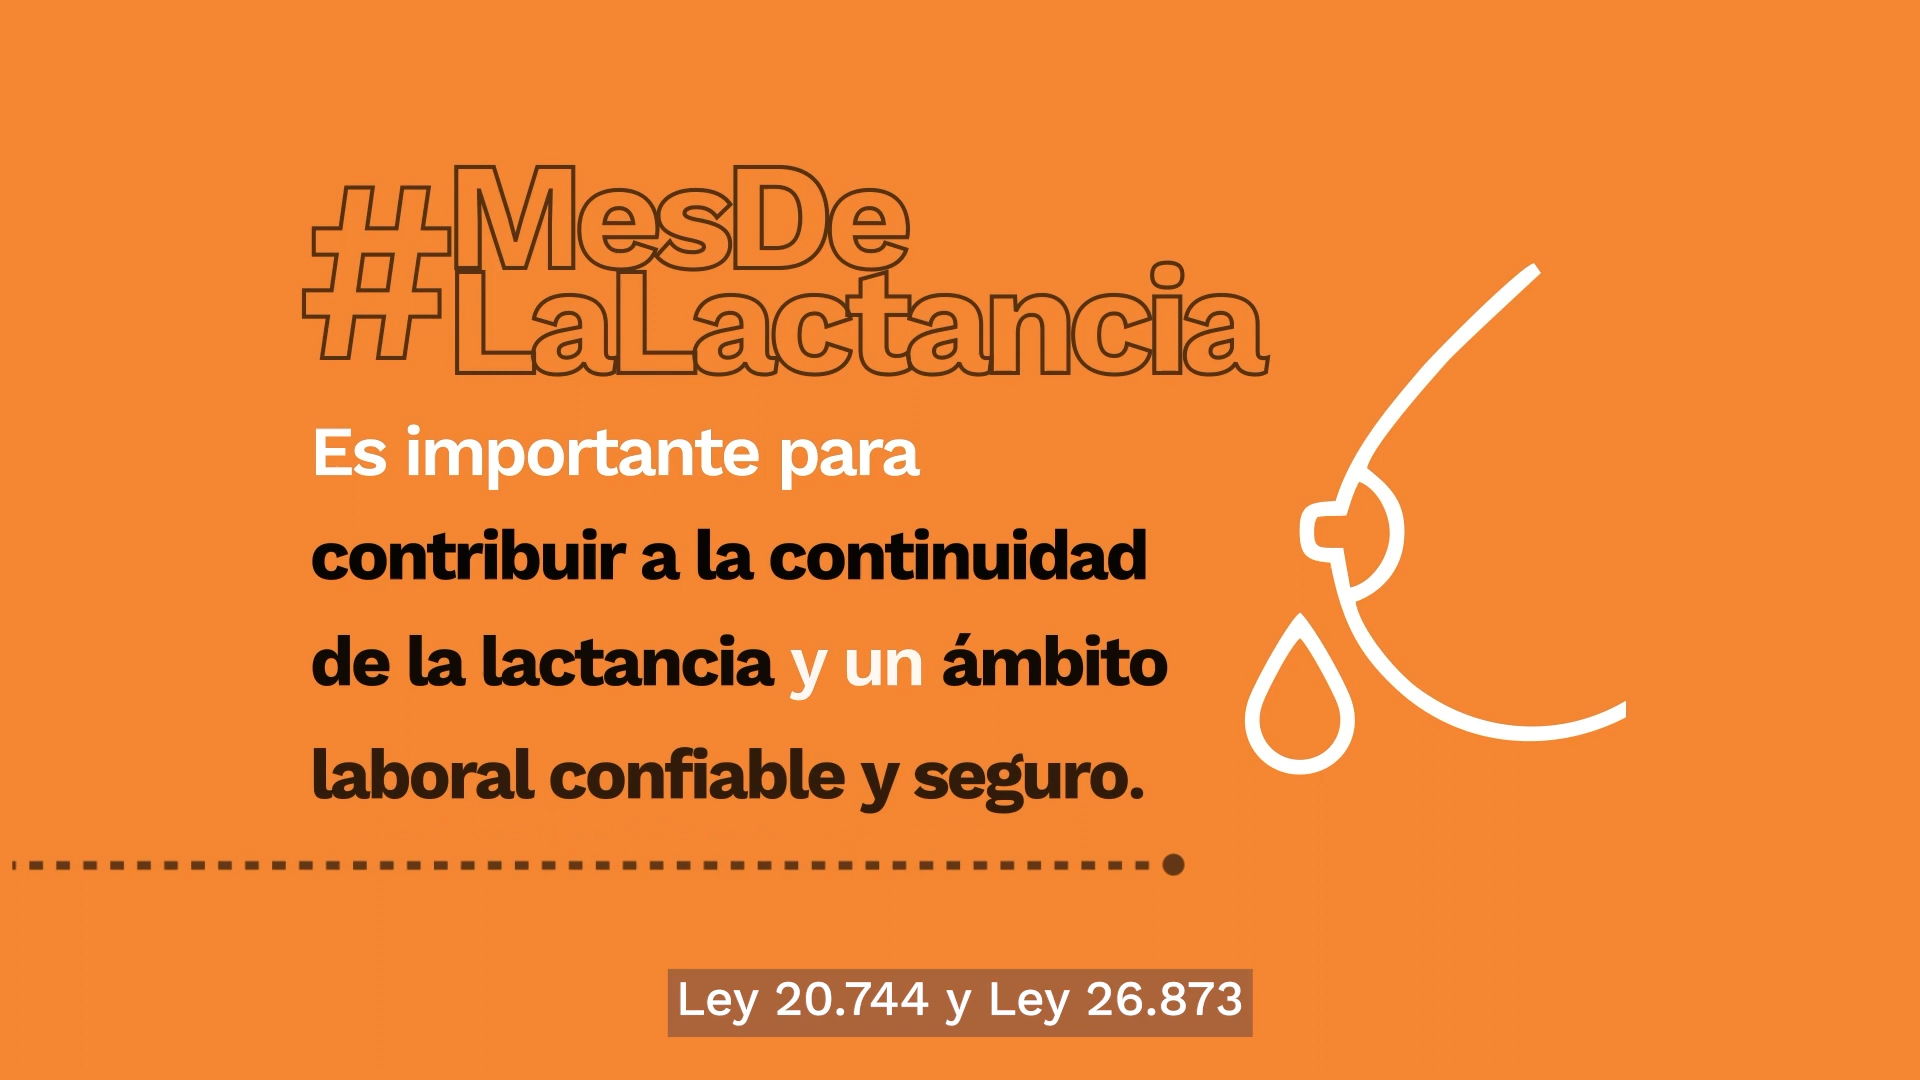 #MesDe
LaLactancia
Es importante para
contribuir a la continuidad
de la lactancia y un ámbito
laboral confiable y seguro.
Ley 20.744 y Ley 26.873